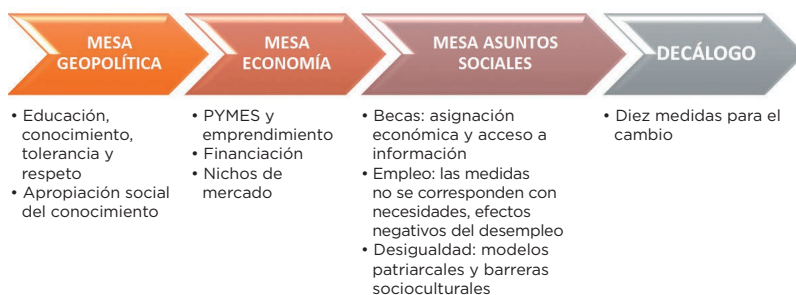 MESA
GEOPOLÍTICA
MESA
ECONOMÍA
MESA ASUNTOS
SOCIALES
DECÁLOGO
• Educación,
conocimiento,
tolerancia y
respeto
• Apropiación social
del conocimiento
• PYMES y
emprendimiento
• Financiación
• Nichos de
mercado
• Becas: asignación
económica y acceso a
información
• Empleo: las medidas
no se corresponden con
necesidades, efectos
negativos del desempleo
• Desigualdad: modelos
patriarcales y barreras
socioculturales
• Diez medidas para el
cambio